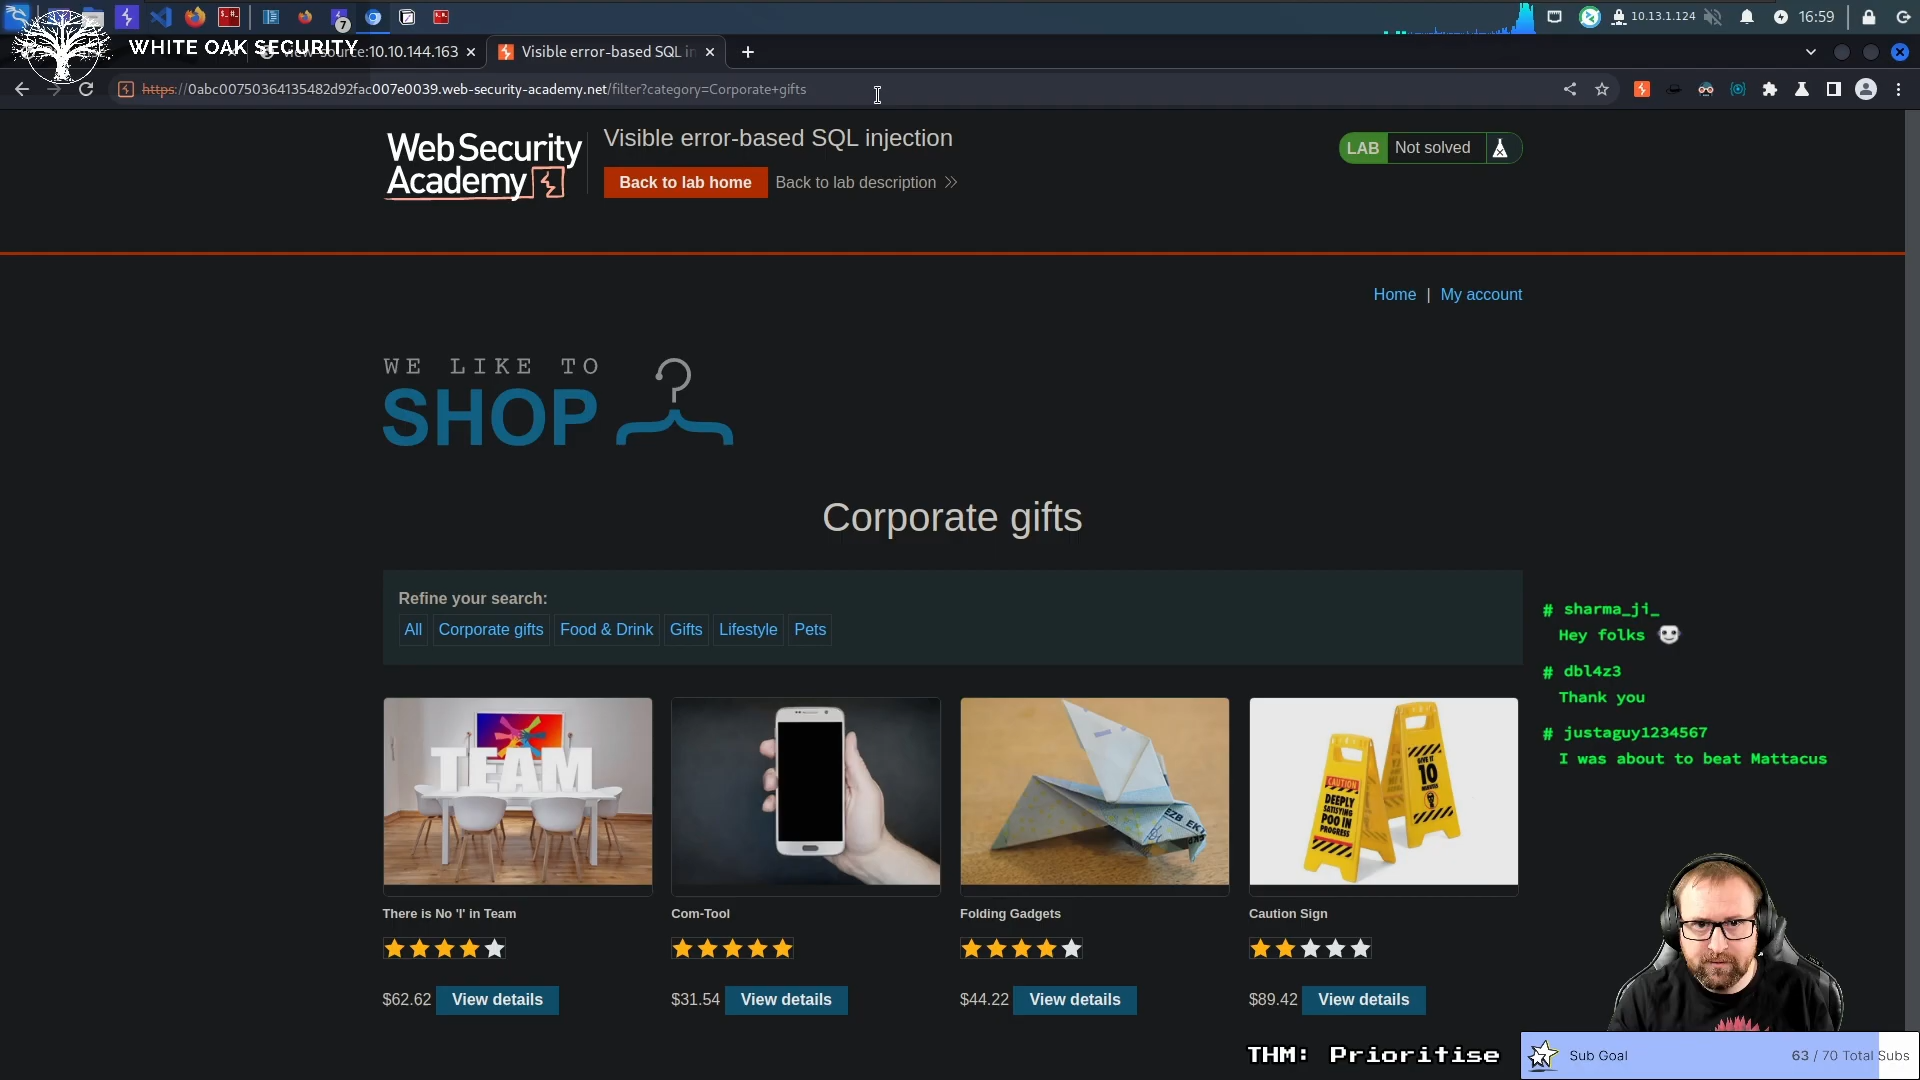 7
10.13.1.124
16:59
WHITE OAK SECURITY
view-source:10.10.144.163
Visible error-based SQL in
https://0abc00750364135482d92fac007e0039.web-security-academy.net/filter?category=Corporate+gifts
Web Security
Academy
Visible error-based SQL injection
Back to lab home
Back to lab description
LAB
Not solved
Home | My account
WE LIKE TO
SHOP
Corporate gifts
Refine your search:
All
Corporate gifts
Food & Drink
Gifts
Lifestyle
Pets
# sharma_ji_
Hey folks
# dbl4z3
Thank you
# justaguy1234567
I was about to beat Mattacus
TEAM
CAUTION
DEEPLY
SATISYING
POO IN
PROGRESS
GIVE IT
10
MINUTES
There is No 'I' in Team
Com-Tool
Folding Gadgets
Caution Sign
$62.62
View details
$31.54
View details
$44.22
View details
$89.42
View details
THM: Prioritise
Sub Goal
63 / 70 Total Subs